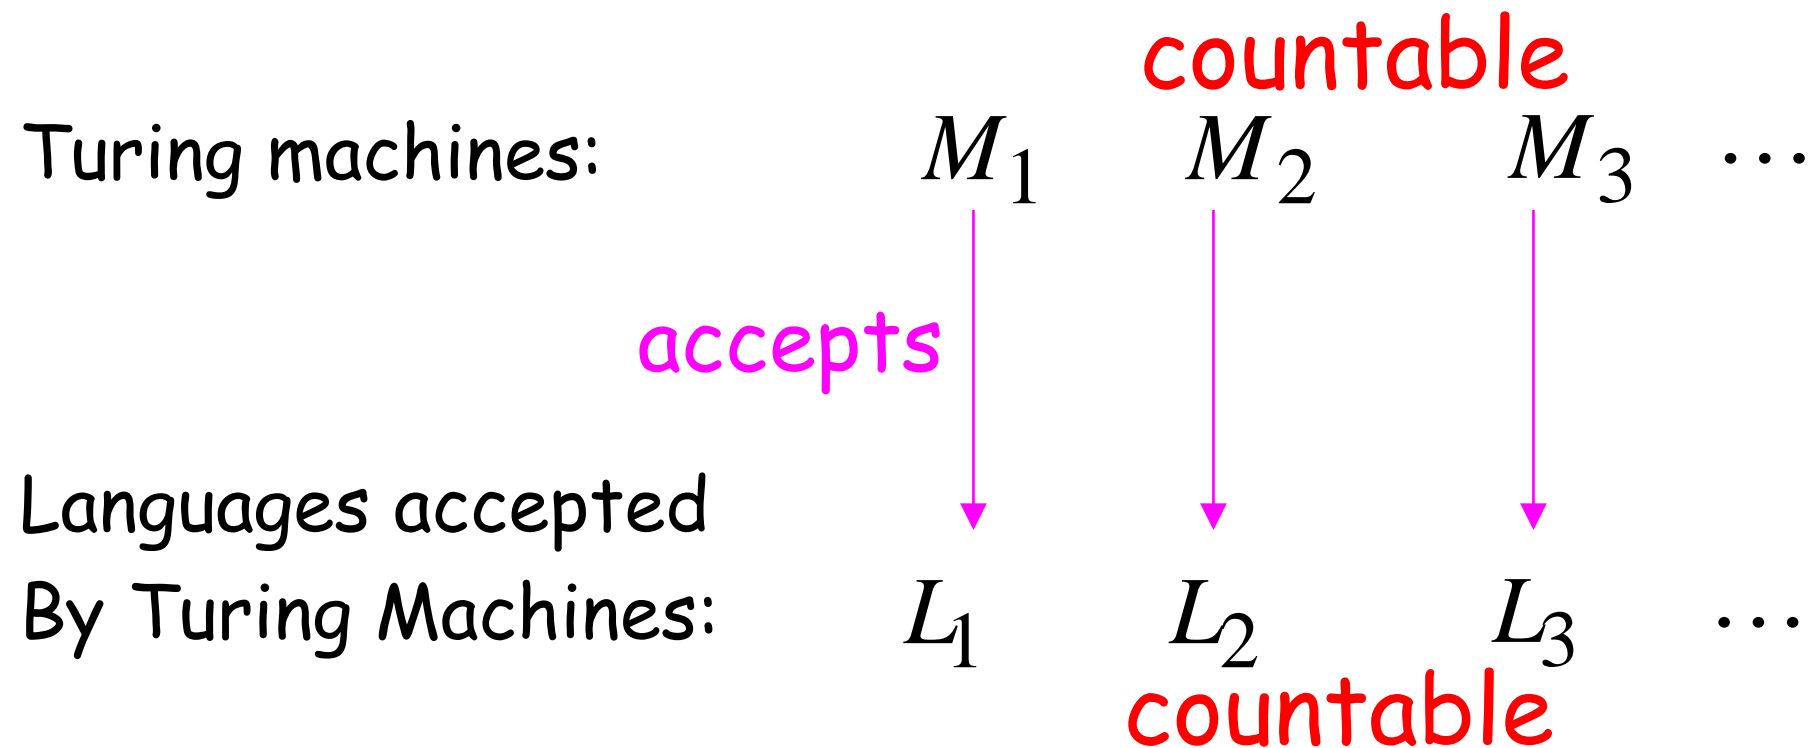 countable
Turing machines: M1 M2 M3 ⋯
accepts
Languages accepted
By Turing Machines: L1 L2 L3 ⋯
countable